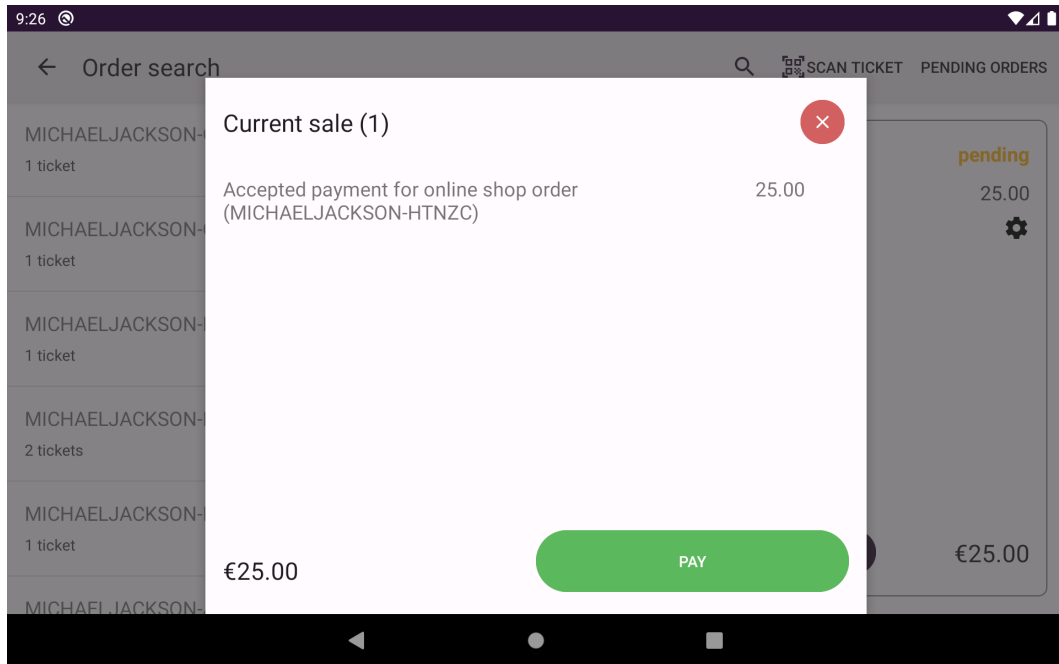 9:26
Order search
SCAN TICKET PENDING ORDERS
MICHAELJACKSON-
1 ticket
MICHAELJACKSON-
1 ticket
MICHAELJACKSON-
1 ticket
MICHAELJACKSON-
2 tickets
MICHAELJACKSON-
1 ticket
MICHAELJACKSON-
Current sale (1)
Accepted payment for online shop order 25.00
(MICHAELJACKSON-HTNZC)
€25.00
PAY
pending
25.00
€25.00